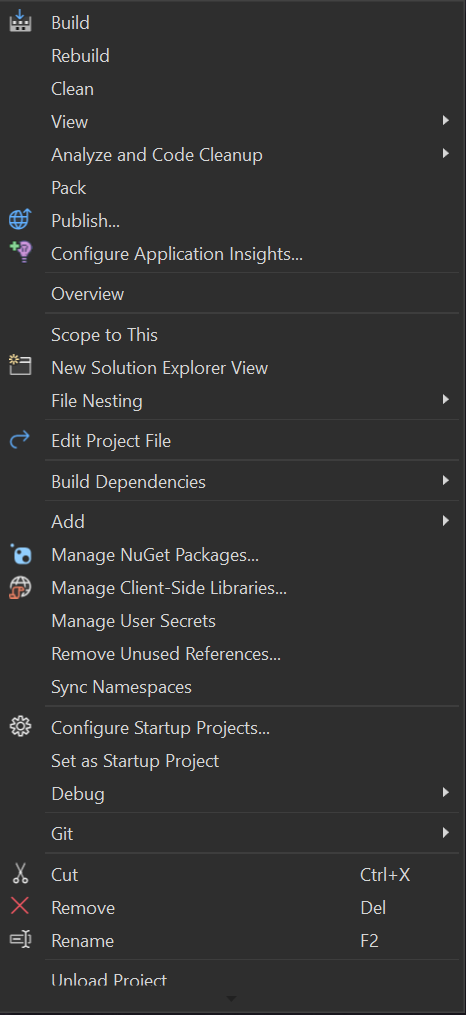 Build
Rebuild
Clean
View
Analyze and Code Cleanup
Pack
Publish...
Configure Application Insights...
Overview
Scope to This
New Solution Explorer View
File Nesting
Edit Project File
Build Dependencies
Add
Manage NuGet Packages...
Manage Client-Side Libraries...
Manage User Secrets
Remove Unused References...
Sync Namespaces
Configure Startup Projects...
Set as Startup Project
Debug
Git
Cut Ctrl+X
Remove Del
Rename F2
Unload Project